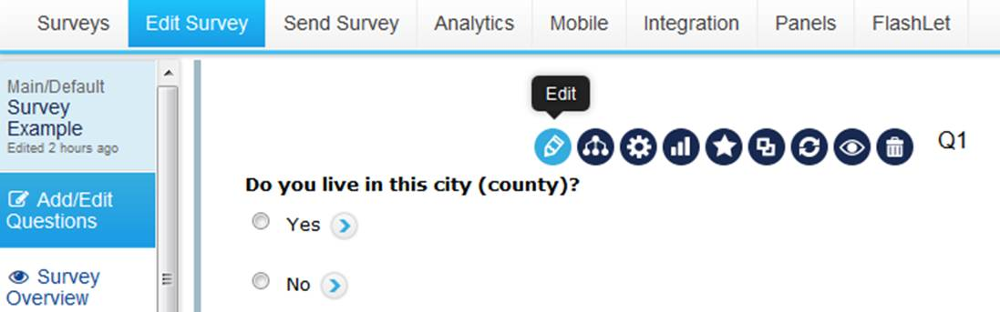 Surveys Edit Survey Send Survey Analytics Mobile Integration Panels FlashLet
Main/Default
Survey
Example
Edited 2 hours ago
Add/Edit
Questions
Survey
Overview
Edit
Q1
Do you live in this city (county)?
Yes
No